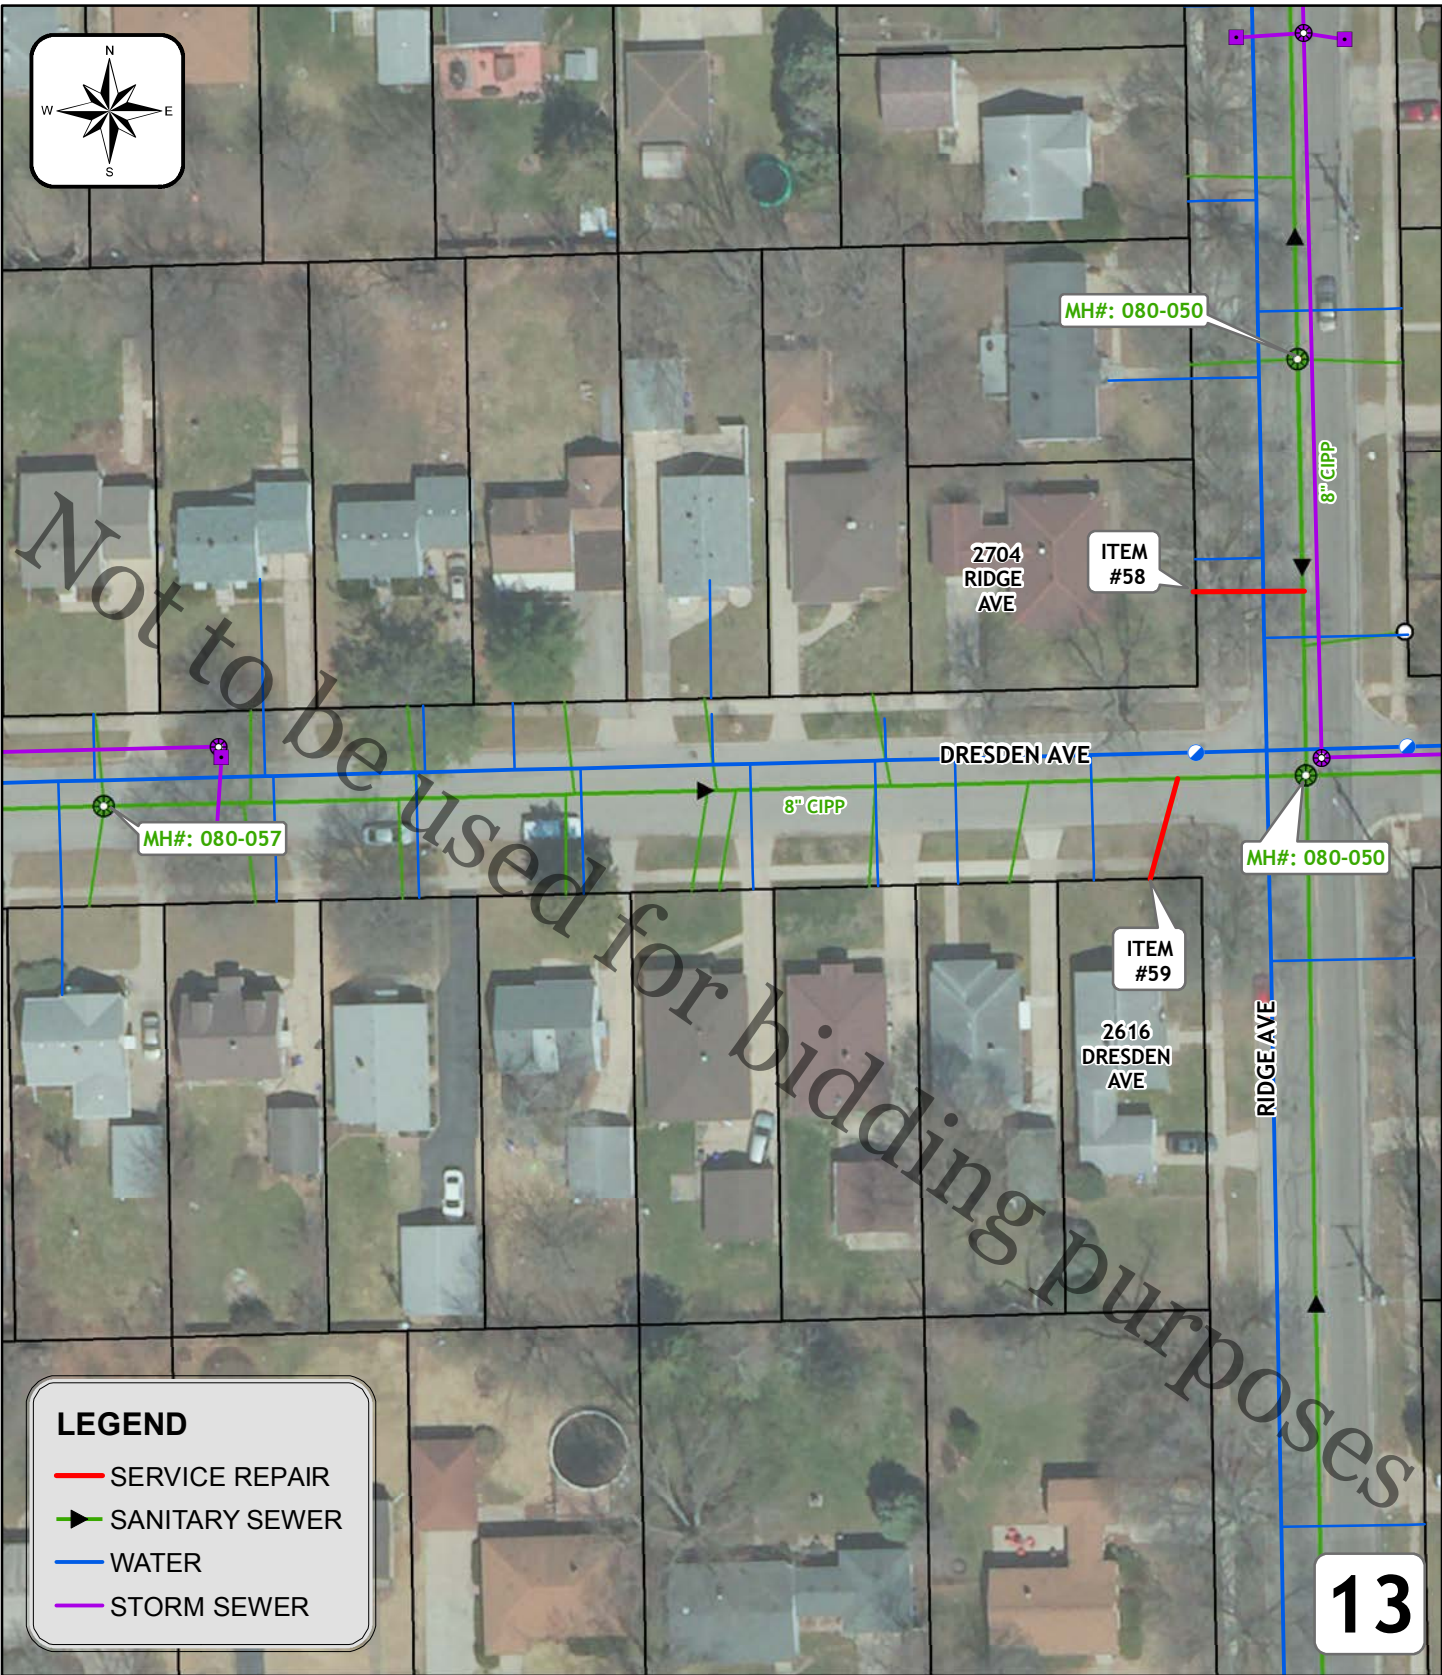 N
W E
S
MH#: 080-050
8" CIPP
2704
RIDGE
AVE
ITEM
#58
DRESDEN AVE
8" CIPP
MH#: 080-057
MH#: 080-050
ITEM
#59
2616
DRESDEN
AVE
RIDGE AVE
Not to be used for bidding purposes
LEGEND
SERVICE REPAIR
SANITARY SEWER
WATER
STORM SEWER
13